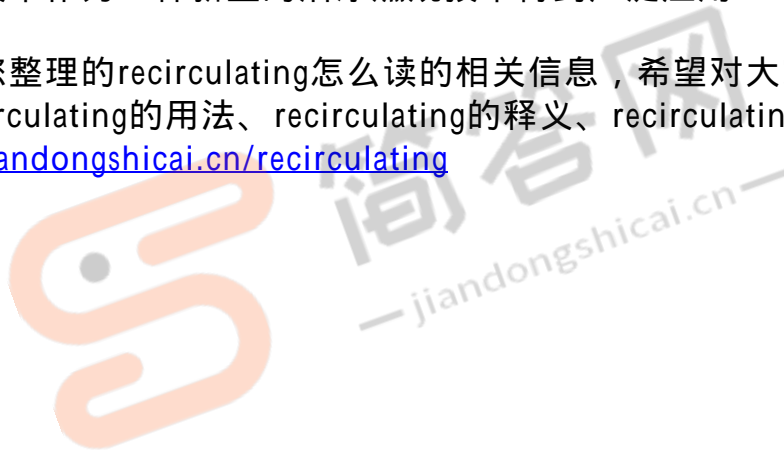 整理的recirculating怎么读的相关信息，希望对大
rculating的用法、recirculating的释义、recirculatin
andongshicai.cn/recirculating
简答网
jiandongshicai.cn